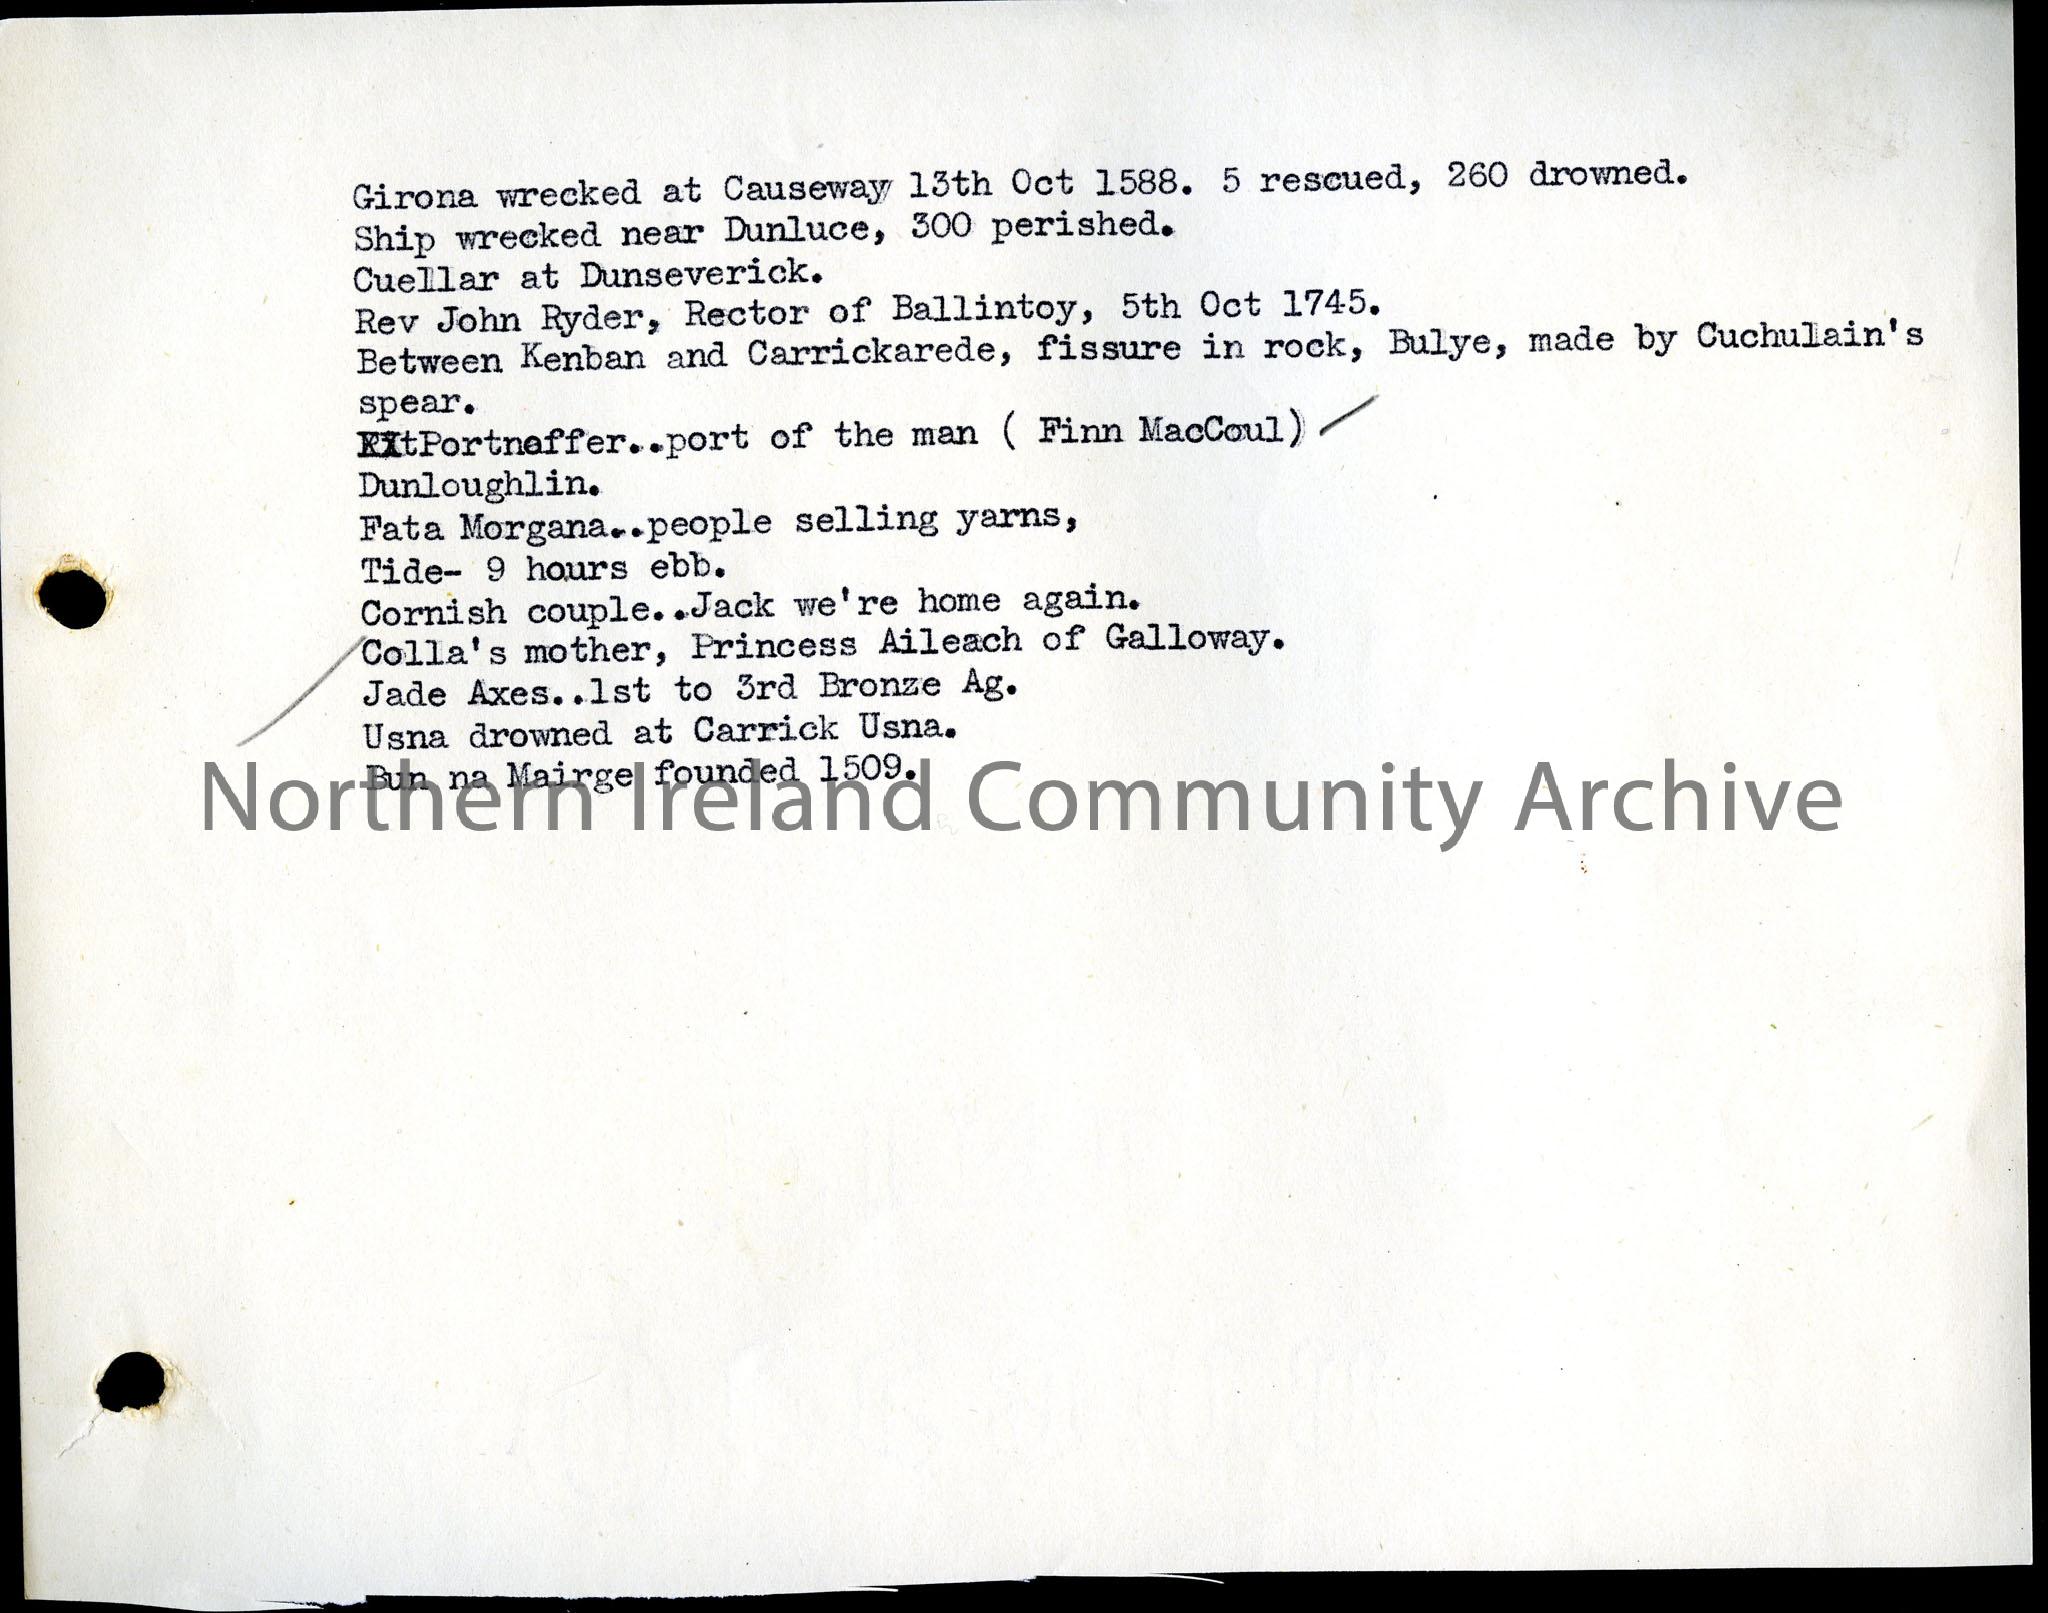 Girona wrecked at Causeway 13th Oct 1588. 5 rescued, 260 drowned.
Ship wrecked near Dunluce, 300 perished.
Cuellar at Dunseverick.
Rev John Ryder, Rector of Ballintoy, 5th Oct 1745.
Between Kenban and Carrickarede, fissure in rock, Bulye, made by Cuchulain's
spear.
Portnaffer..port of the man ( Finn MacCoul)
Dunloughlin.
Fata Morgana..people selling yarns,
Tide- 9 hours ebb.
Cornish couple..Jack we're home again.
Colla's mother, Princess Aileach of Galloway.
Jade Axes..1st to 3rd Bronze Ag.
Usna drowned at Carrick Usna.
Bun na Mairge founded 1509.
Northern Ireland Community Archive